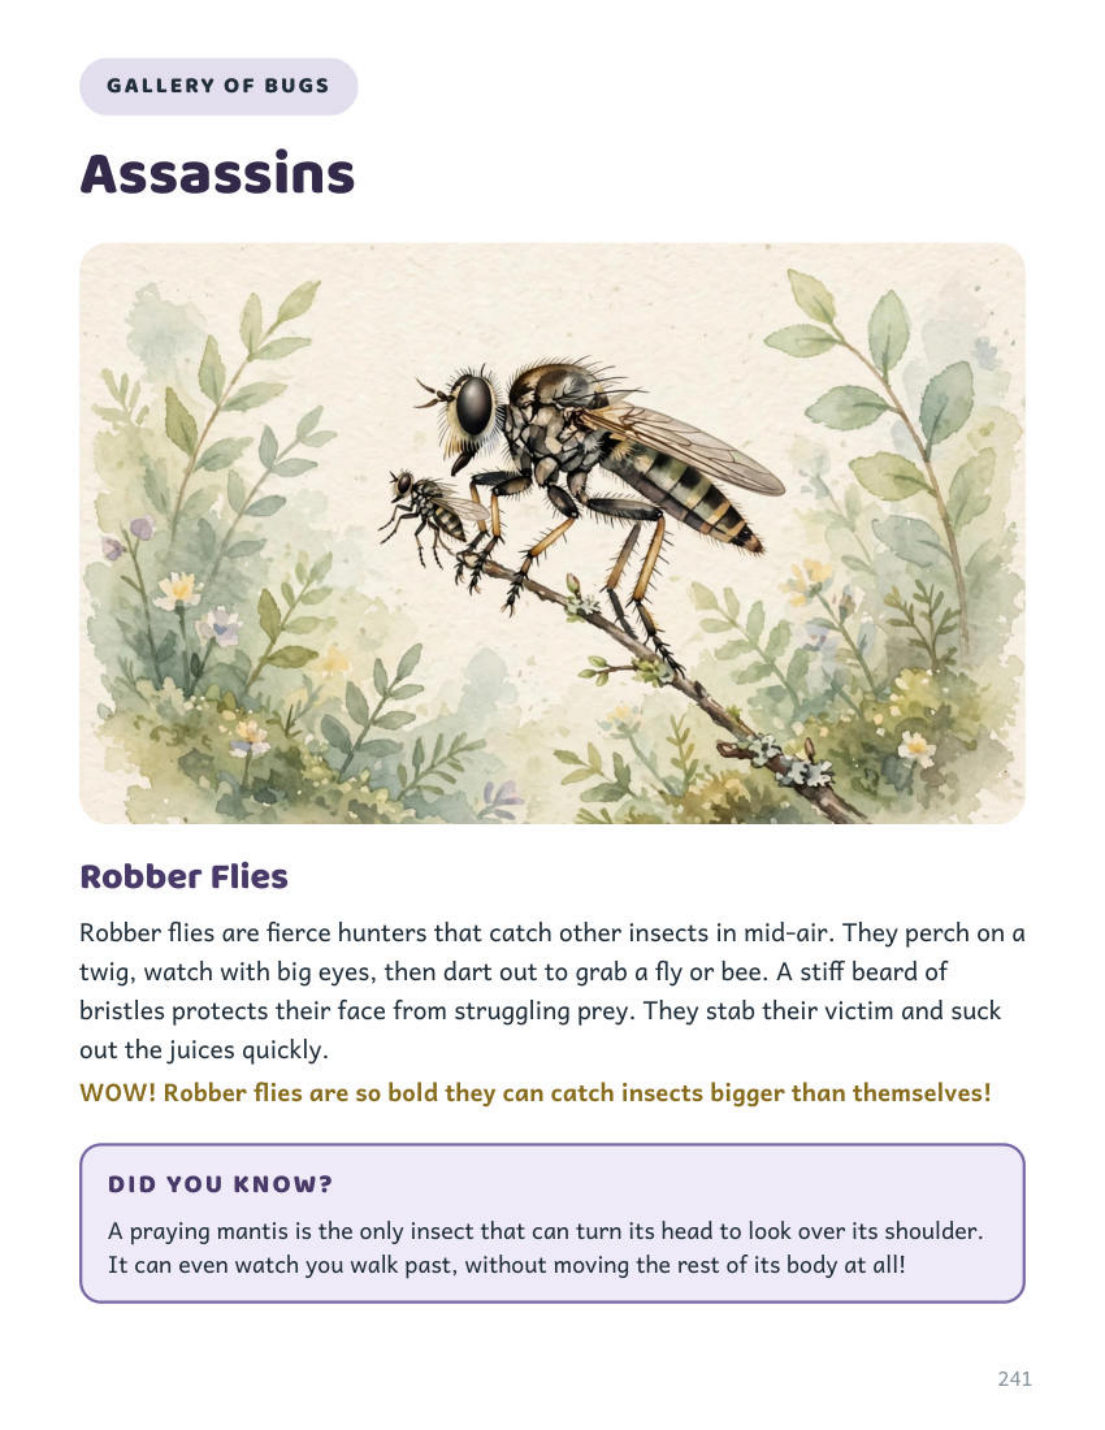 GALLERY OF BUGS
Assassins
Robber Flies
Robber flies are fierce hunters that catch other insects in mid-air. They perch on a
twig, watch with big eyes, then dart out to grab a fly or bee. A stiff beard of
bristles protects their face from struggling prey. They stab their victim and suck
out the juices quickly.
WOW! Robber flies are so bold they can catch insects bigger than themselves!
DID YOU KNOW?
A praying mantis is the only insect that can turn its head to look over its shoulder.
It can even watch you walk past, without moving the rest of its body at all!
241